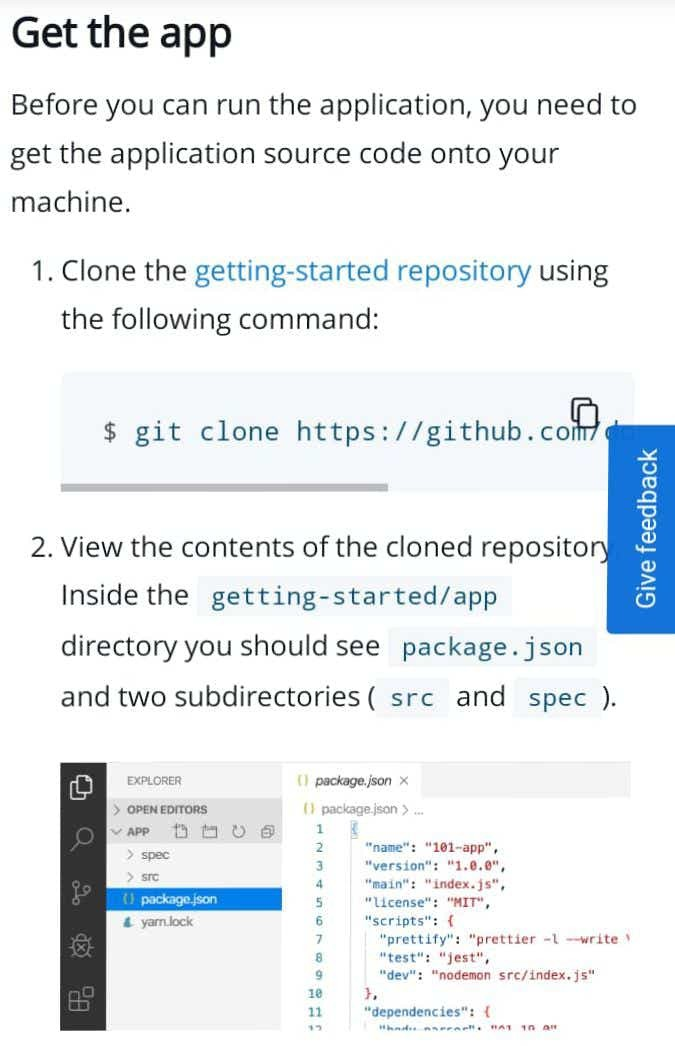 Get the app
Before you can run the application, you need to
get the application source code onto your
machine.
1. Clone the getting-started repository using
the following command:
$ git clone https://github.com/do
Give feedback
2. View the contents of the cloned repository
Inside the getting-started/app
directory you should see package.json
and two subdirectories ( src and spec ).
EXPLORER
> OPEN EDITORS
APP
> spec
> src
{} package.json
yarn.lock
{} package.json ×
{} package.json > ...
1 {
2 "name": "101-app",
3 "version": "1.0.0",
4 "main": "index.js",
5 "license": "MIT",
6 "scripts": {
7 "prettify": "prettier -l --write \
8 "test": "jest",
9 "dev": "nodemon src/index.js"
10 },
11 "dependencies": {
12